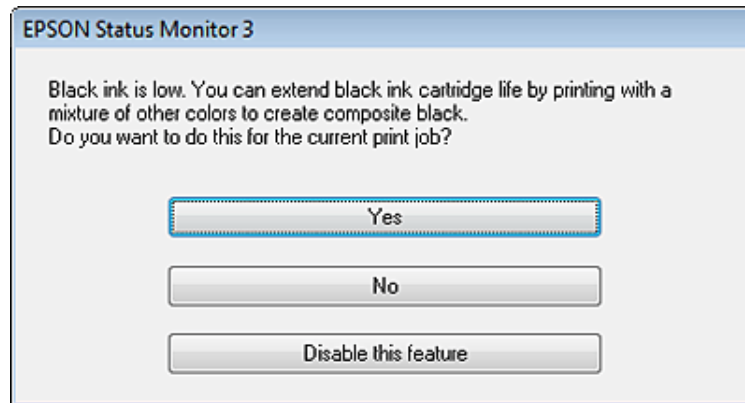 EPSON Status Monitor 3
Black ink is low. You can extend black ink cartridge life by printing with a
mixture of other colors to create composite black.
Do you want to do this for the current print job?
Yes
No
Disable this feature